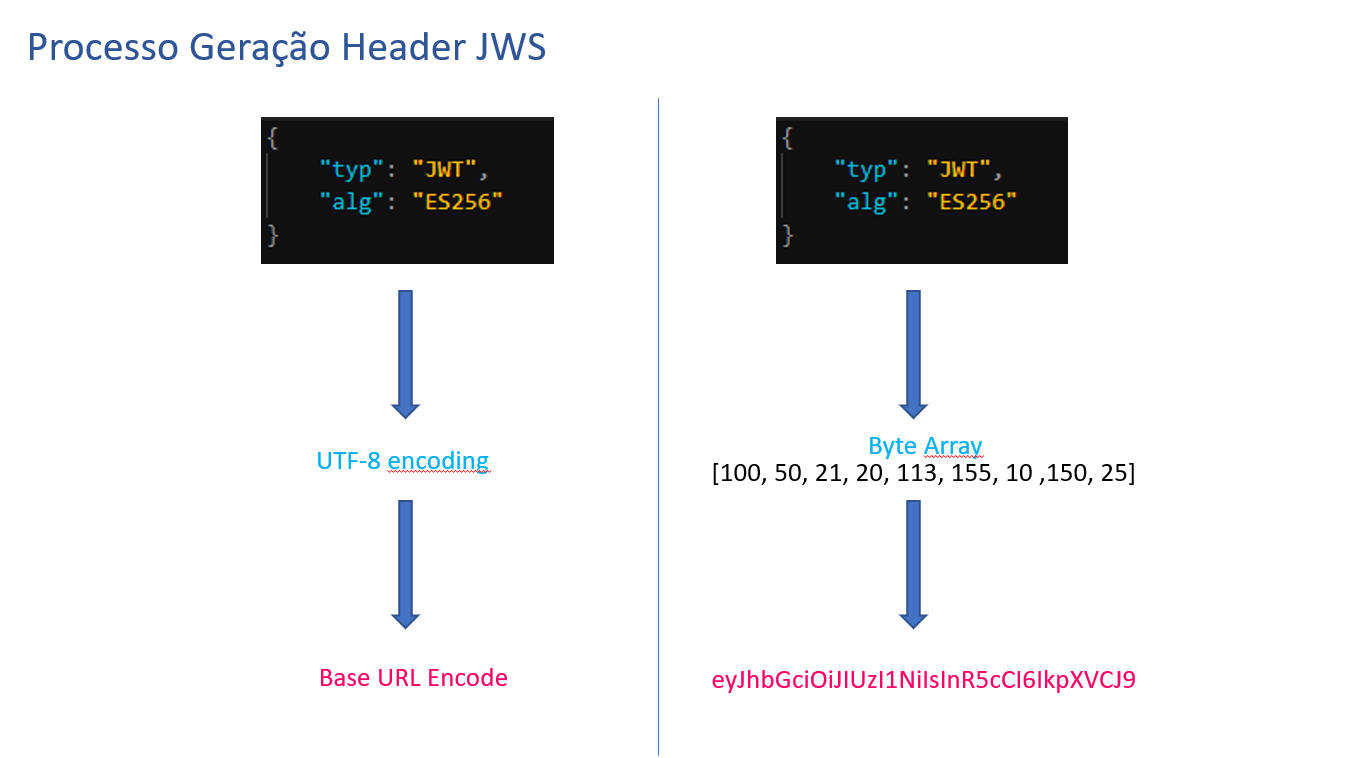 Processo Geração Header JWS
{
"typ": "JWT",
"alg": "ES256"
}
UTF-8 encoding
Base URL Encode
{
"typ": "JWT",
"alg": "ES256"
}
Byte Array
[100, 50, 21, 20, 113, 155, 10 ,150, 25]
eyJhbGciOiJIUzI1NiIsInR5cCI6IkpXVCJ9